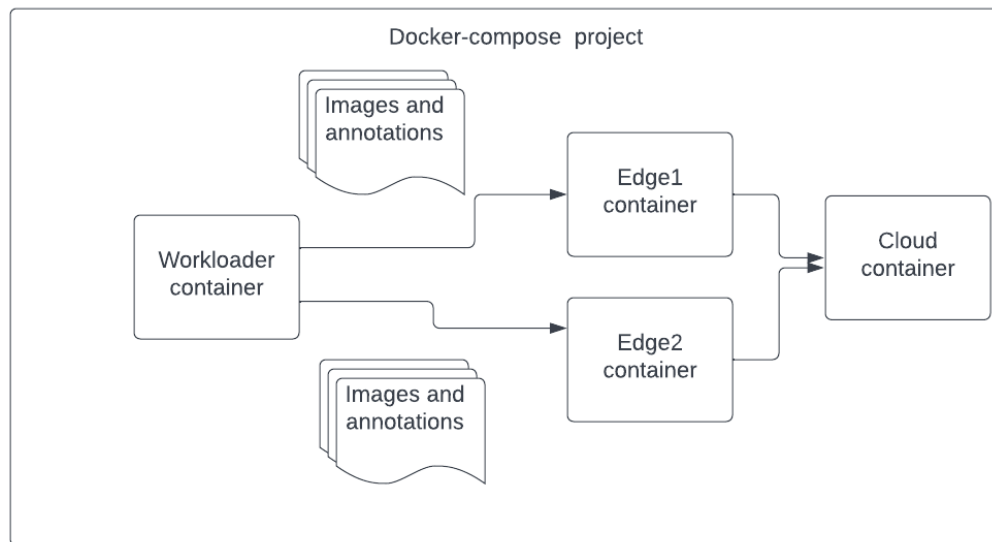 Docker-compose project
Images and
annotations
Edge1
container
Workloader
container
Cloud
container
Edge2
container
Images and
annotations